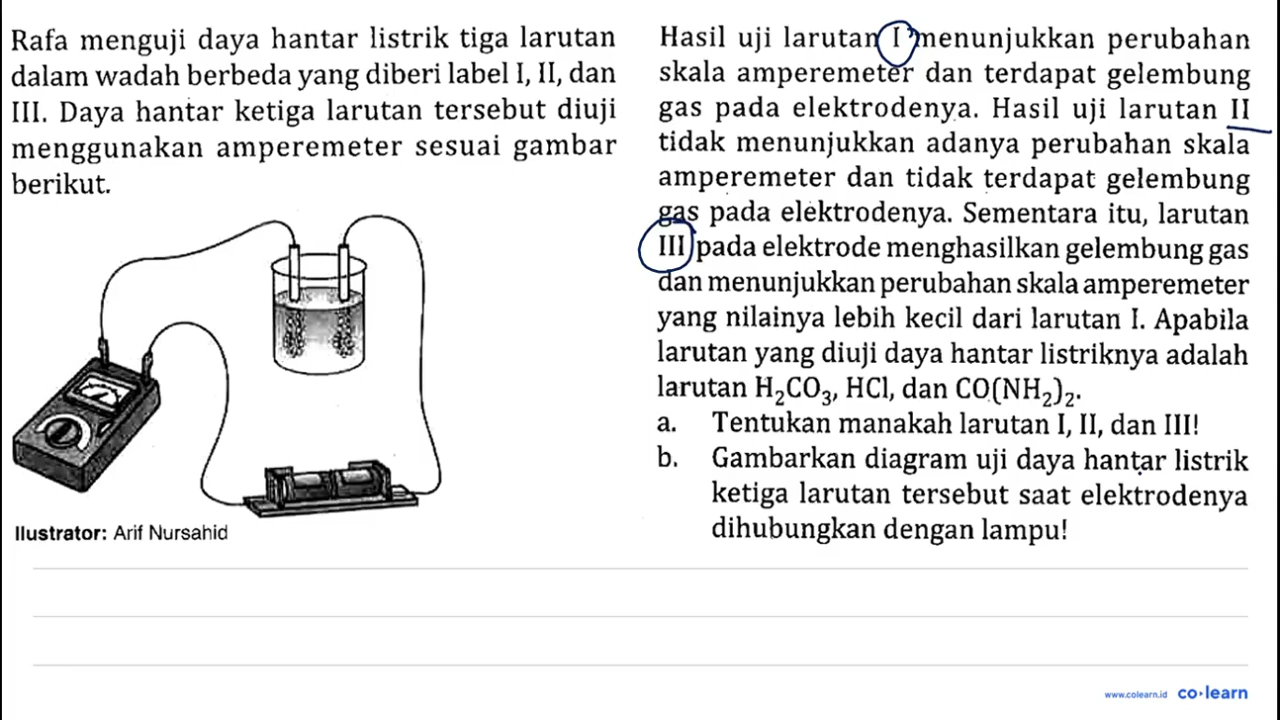 Rafa menguji daya hantar listrik tiga larutan
dalam wadah berbeda yang diberi label I, II, dan
III. Daya hantar ketiga larutan tersebut diuji
menggunakan amperemeter sesuai gambar
berikut.
Ilustrator: Arif Nursahid
Hasil uji larutan I menunjukkan perubahan
skala amperemeter dan terdapat gelembung
gas pada elektrodenya. Hasil uji larutan II
tidak menunjukkan adanya perubahan skala
amperemeter dan tidak terdapat gelembung
gas pada elektrodenya. Sementara itu, larutan
III pada elektrode menghasilkan gelembung gas
dan menunjukkan perubahan skala amperemeter
yang nilainya lebih kecil dari larutan I. Apabila
larutan yang diuji daya hantar listriknya adalah
larutan H₂CO₃, HCl, dan CO(NH₂)₂.
a. Tentukan manakah larutan I, II, dan III!
b. Gambarkan diagram uji daya hantar listrik
ketiga larutan tersebut saat elektrodenya
dihubungkan dengan lampu!
www.colearn.id co·learn